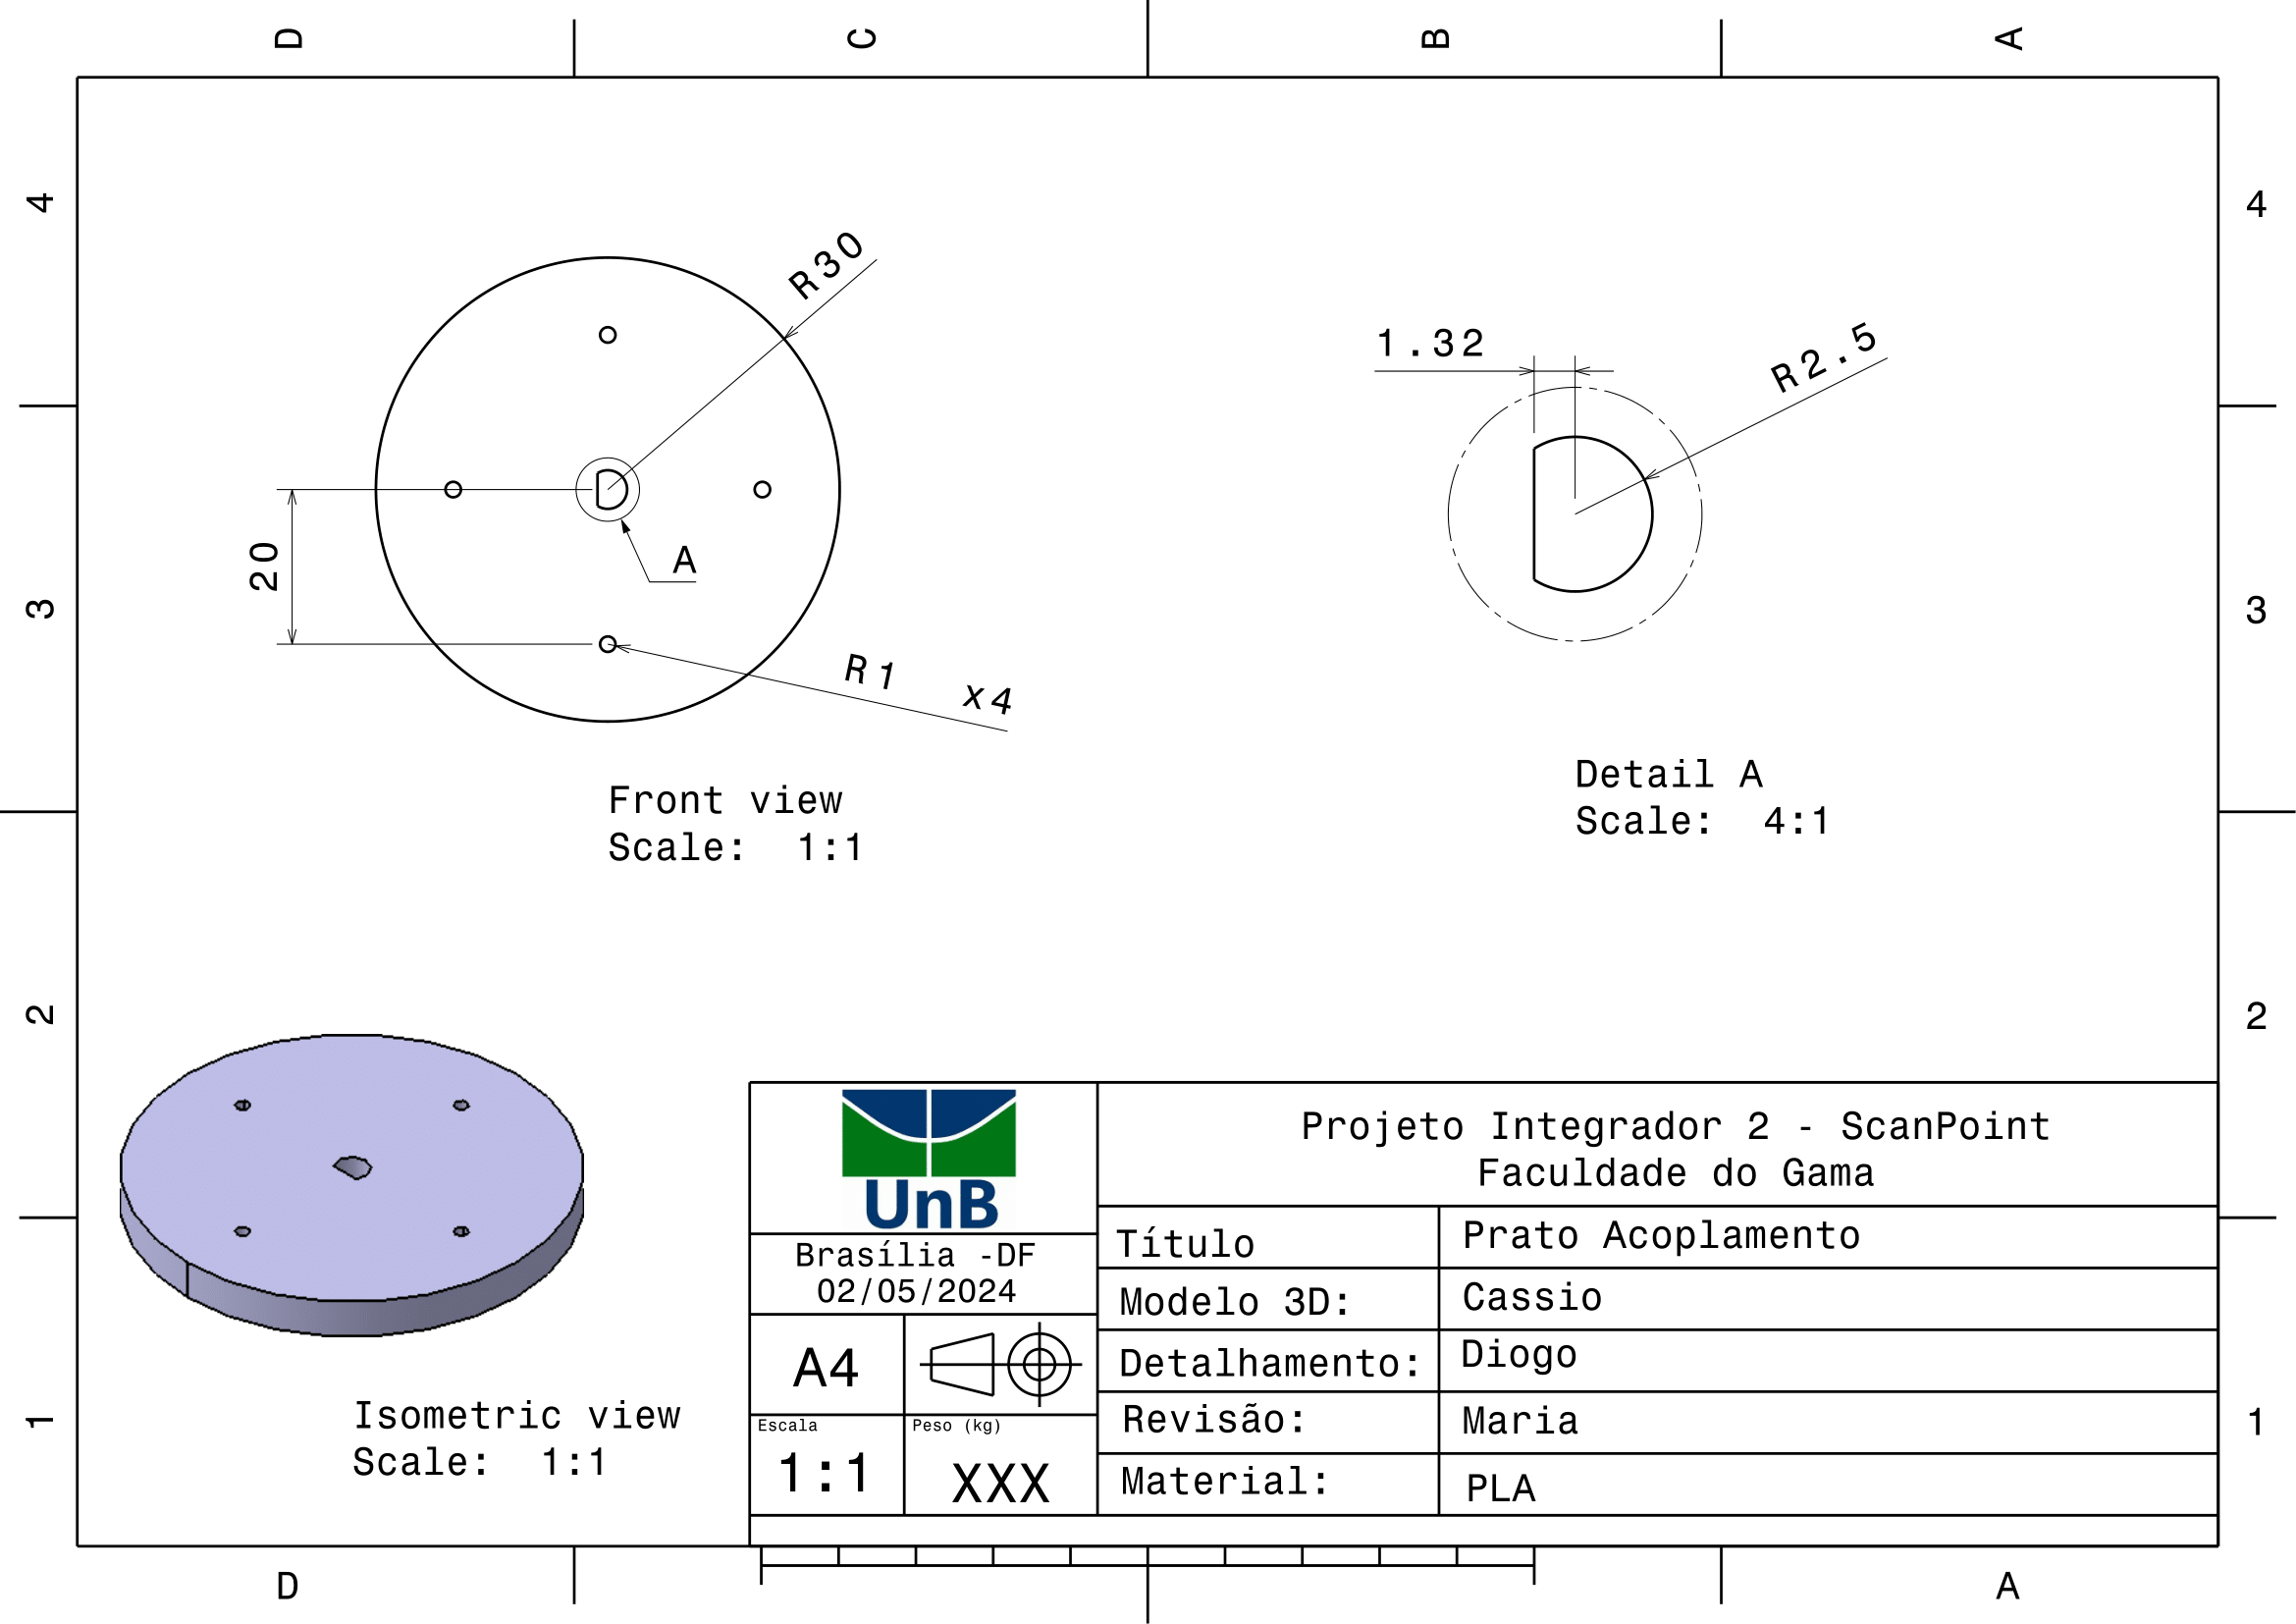 D C B A
4 4
R30
1.32
R2.5
A
20
3 3
R1 x4
Detail A
Scale: 4:1
Front view
Scale: 1:1
2 2
UnB
Brasília -DF
02/05/2024
A4
Escala
1:1
Peso (kg)
XXX
Projeto Integrador 2 - ScanPoint
Faculdade do Gama
Título Prato Acoplamento
Modelo 3D: Cassio
Detalhamento: Diogo
Revisão: Maria
Material: PLA
Isometric view
Scale: 1:1
1 1
D A